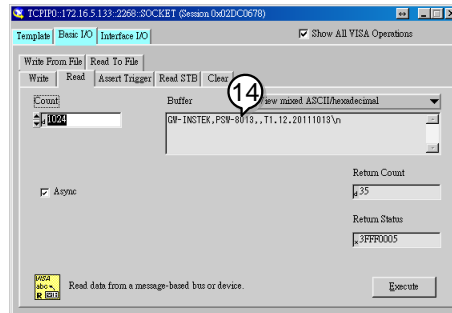 TCPIP0::172.16.5.133::2268::SOCKET (Session 0x02DC0678)
Template Basic I/O Interface I/O
Show All VISA Operations
Write From File Read To File
Write Read Assert Trigger Read STB Clear
14
Count
Buffer
iew mixed ASCII/hexadecimal
1024
GW-INSTEK,PSW-8013,,T1.12.20111013\n
Return Count
d 35
Async
Return Status
x 3FFF0005
VISA
abc
R
Read data from a message-based bus or device.
Execute